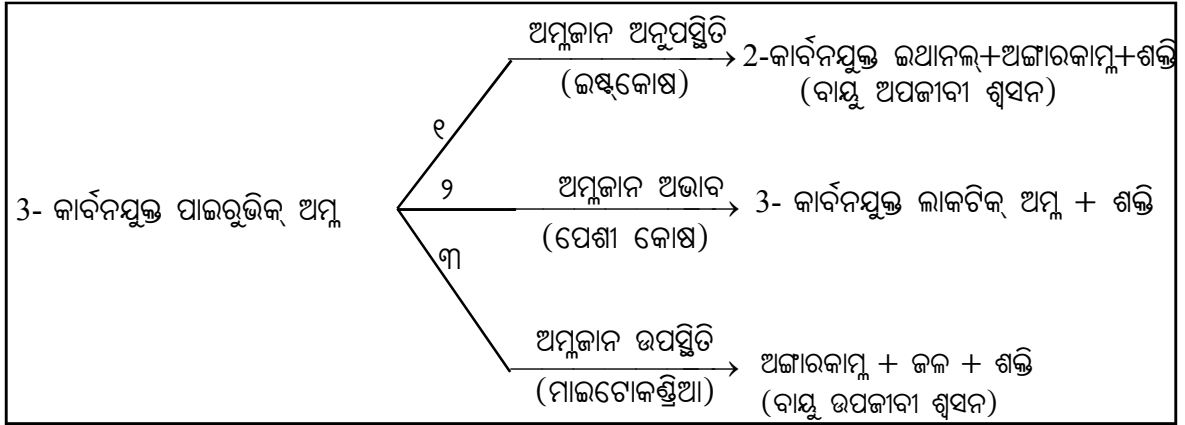 ଅମ୍ଳଜାନ ଅନୁପସ୍ଥିତି
2-କାର୍ବନଯୁକ୍ତ ଇଥାନଲ୍+ଅଙ୍ଗାରକାମ୍ଳ+ଶକ୍ତି
(ଇଷ୍ଟ୍‌କୋଷ)
(ବାୟୁ ଅପଜୀବୀ ଶ୍ୱସନ)
୧
3- କାର୍ବନଯୁକ୍ତ ପାଇରୁଭିକ୍ ଅମ୍ଳ
୨
ଅମ୍ଳଜାନ ଅଭାବ
3- କାର୍ବନଯୁକ୍ତ ଲାକଟିକ୍ ଅମ୍ଳ + ଶକ୍ତି
(ପେଶୀ କୋଷ)
୩
ଅମ୍ଳଜାନ ଉପସ୍ଥିତି
ଅଙ୍ଗାରକାମ୍ଳ + ଜଳ + ଶକ୍ତି
(ମାଇଟୋକଣ୍ଡ୍ରିଆ)
(ବାୟୁ ଉପଜୀବୀ ଶ୍ୱସନ)